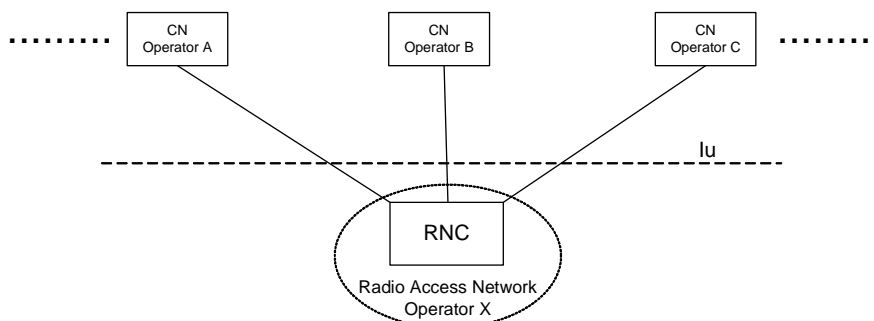 CN
Operator A
CN
Operator B
CN
Operator C
Iu
RNC
Radio Access Network
Operator X